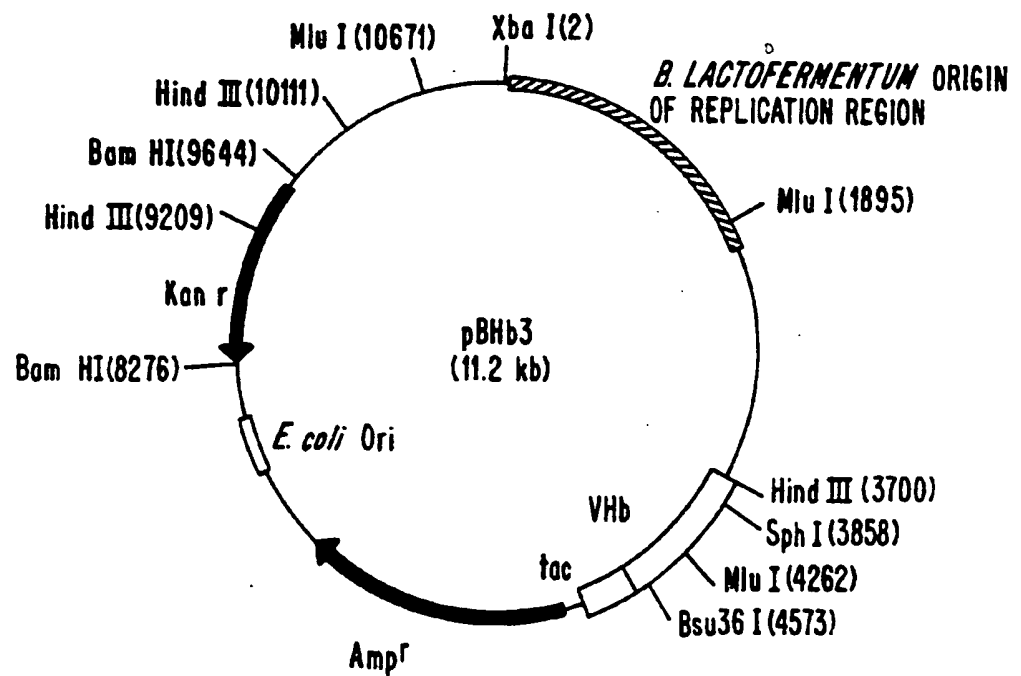 Xba I(2)
Mlu I(10671)
B. LACTOFERMENTUM ORIGIN
OF REPLICATION REGION
Hind III(10111)
Bam HI(9644)
Mlu I(1895)
Hind III(9209)
Kan r
pBHb3
(11.2 kb)
Bam HI(8276)
E. coli Ori
Hind III (3700)
VHb
Sph I(3858)
tac
Mlu I(4262)
Bsu36 I(4573)
Ampr